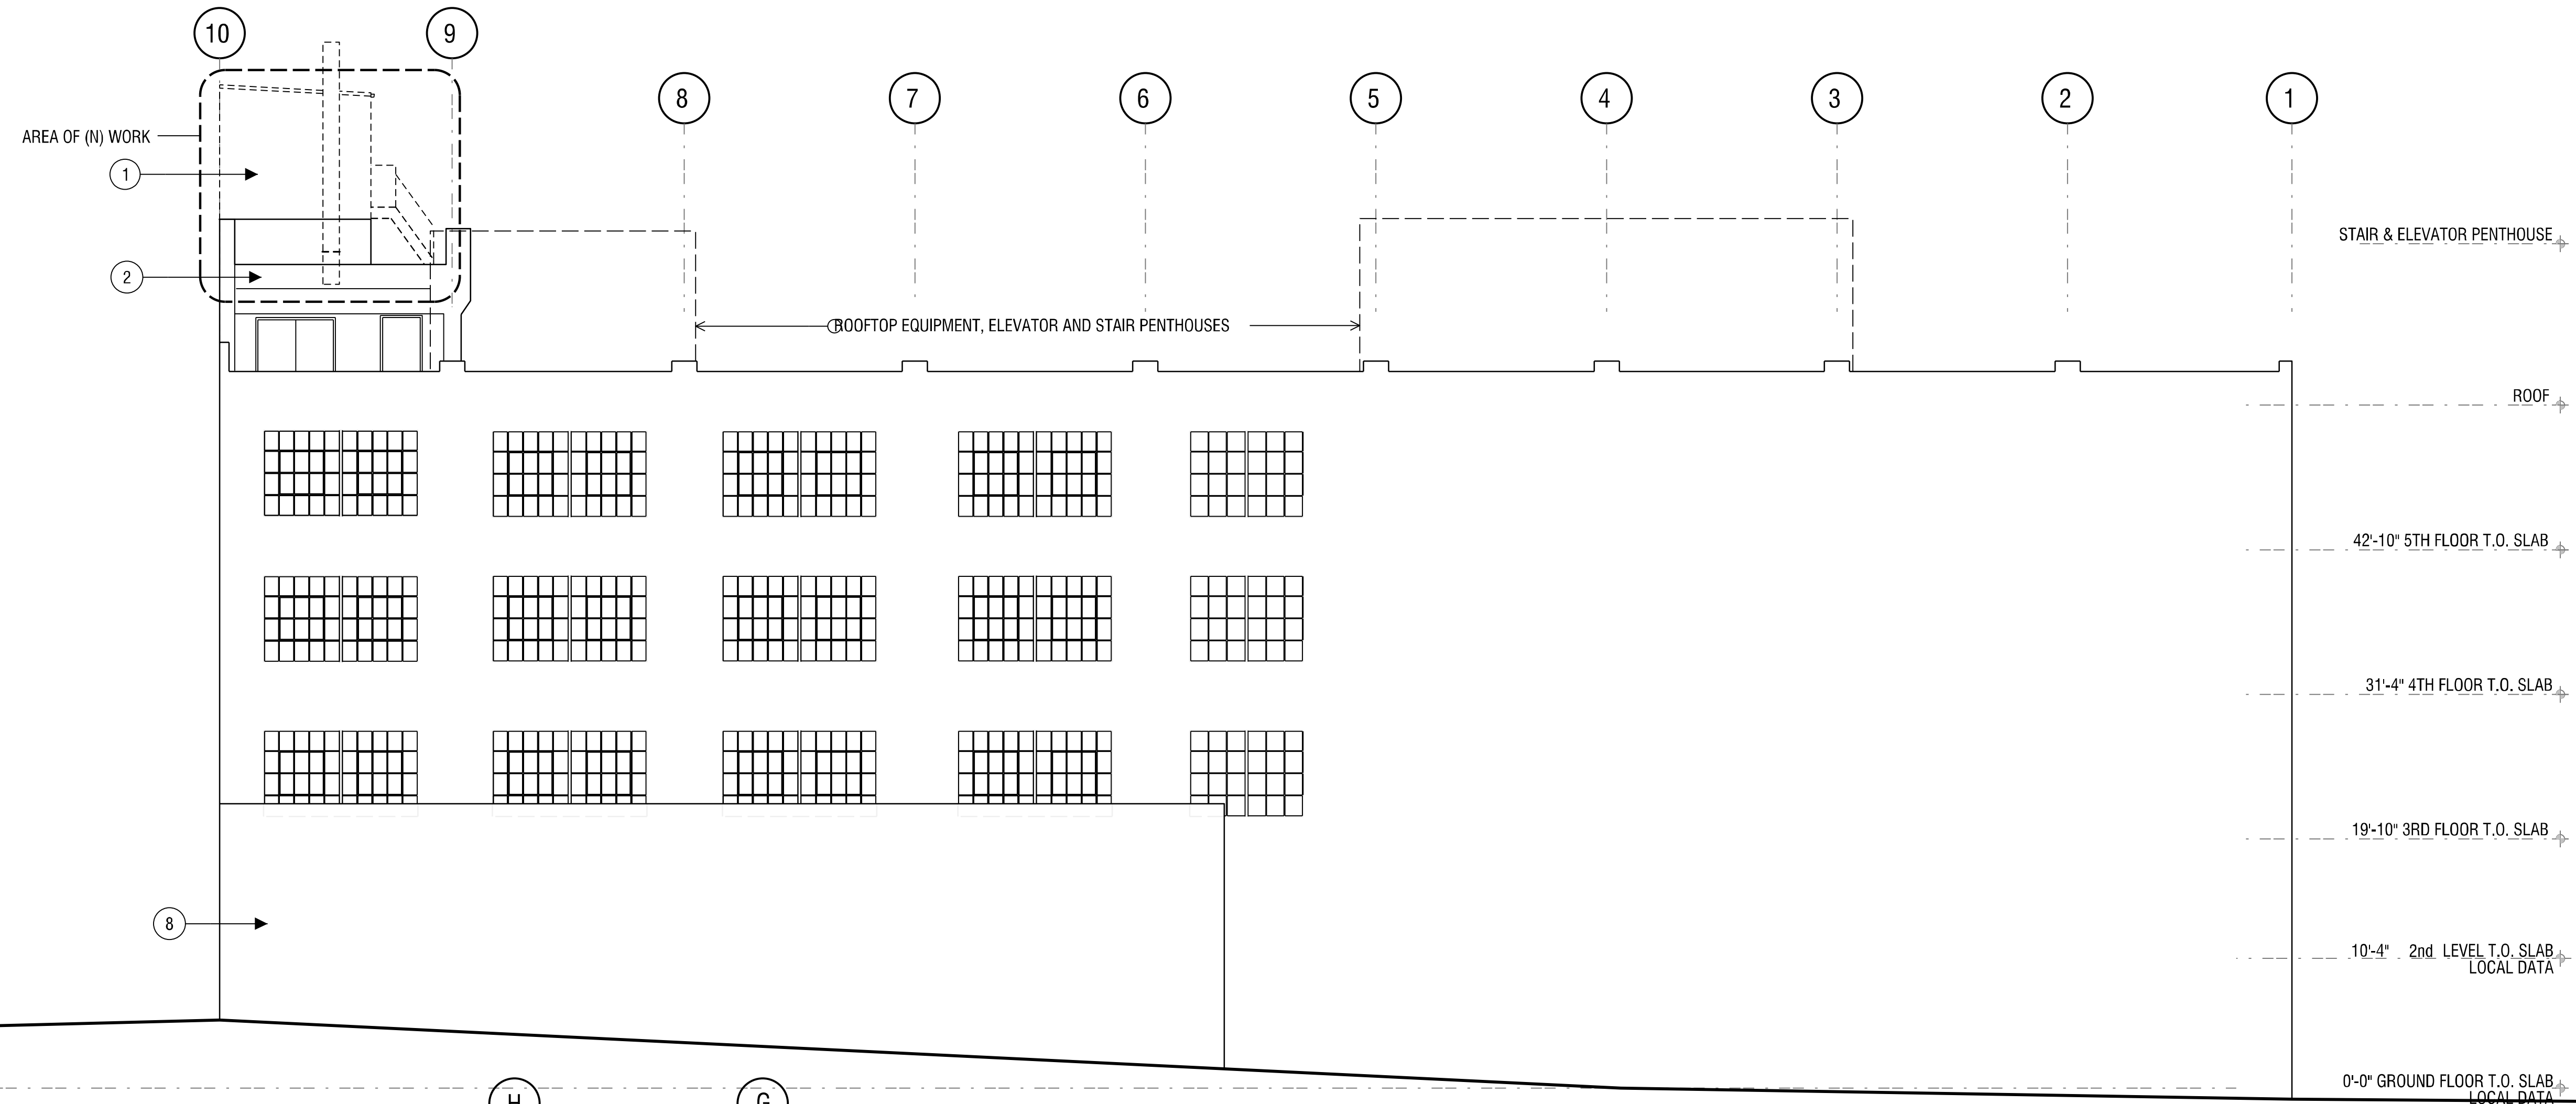 10
9
8
7
6
5
4
3
2
1
AREA OF (N) WORK
1
STAIR & ELEVATOR PENTHOUSE
2
ROOFTOP EQUIPMENT, ELEVATOR AND STAIR PENTHOUSES
ROOF
42'-10" 5TH FLOOR T.O. SLAB
31'-4" 4TH FLOOR T.O. SLAB
19'-10" 3RD FLOOR T.O. SLAB
8
10'-4" 2nd LEVEL T.O. SLAB
LOCAL DATA
0'-0" GROUND FLOOR T.O. SLAB
LOCAL DATA
H
G